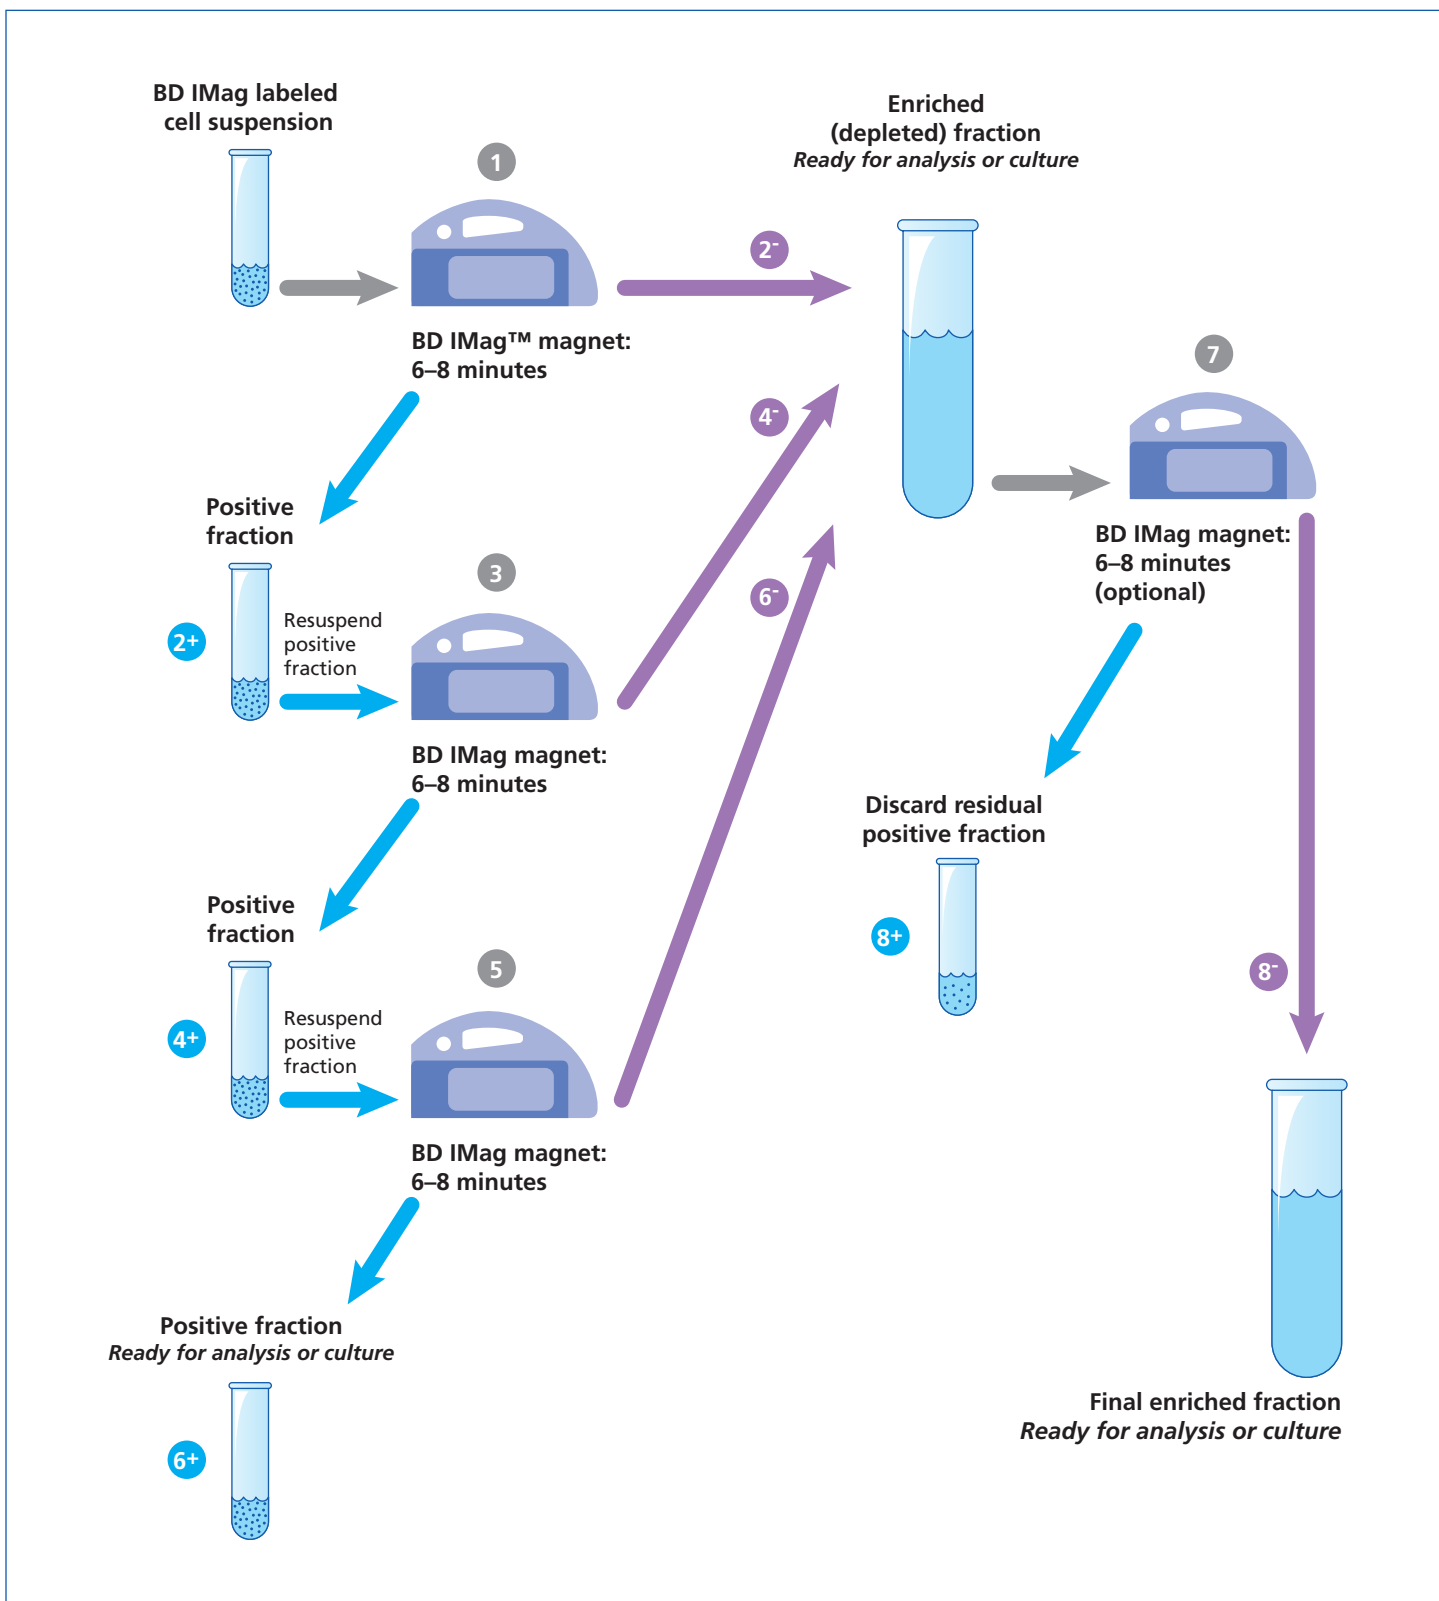 BD IMag labeled
cell suspension
1
BD IMag™ magnet:
6–8 minutes
2-
Enriched
(depleted) fraction
Ready for analysis or culture
Positive
fraction
2+
Resuspend
positive
fraction
3
BD IMag magnet:
6–8 minutes
4-
Positive
fraction
4+
Resuspend
positive
fraction
5
BD IMag magnet:
6–8 minutes
6-
Positive fraction
Ready for analysis or culture
6+
7
BD IMag magnet:
6–8 minutes
(optional)
Discard residual
positive fraction
8+
8-
Final enriched fraction
Ready for analysis or culture